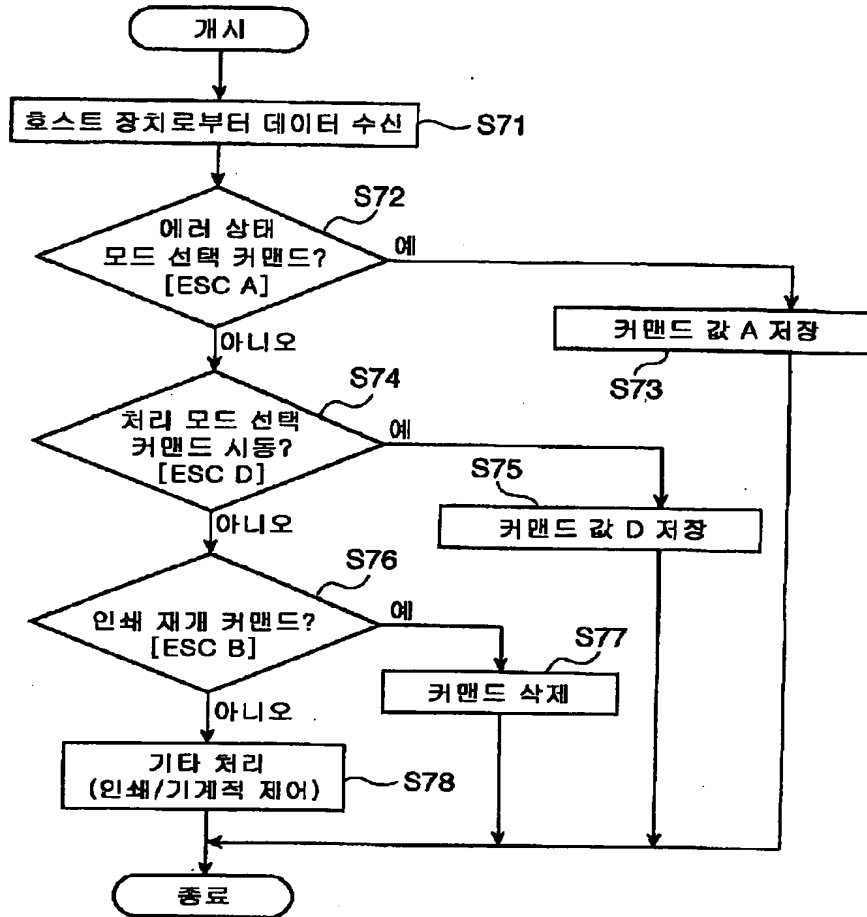 개시
호스트 장치로부터 데이터 수신
S71
S72
에러 상태
모드 선택 커맨드?
[ESC A]
예
커맨드 값 A 저장
S73
아니오
S74
처리 모드 선택
커맨드 시동?
[ESC D]
예
S75
커맨드 값 D 저장
아니오
S76
인쇄 재개 커맨드?
[ESC B]
예
S77
커맨드 삭제
아니오
기타 처리
(인쇄/기계적 제어)
S78
종료